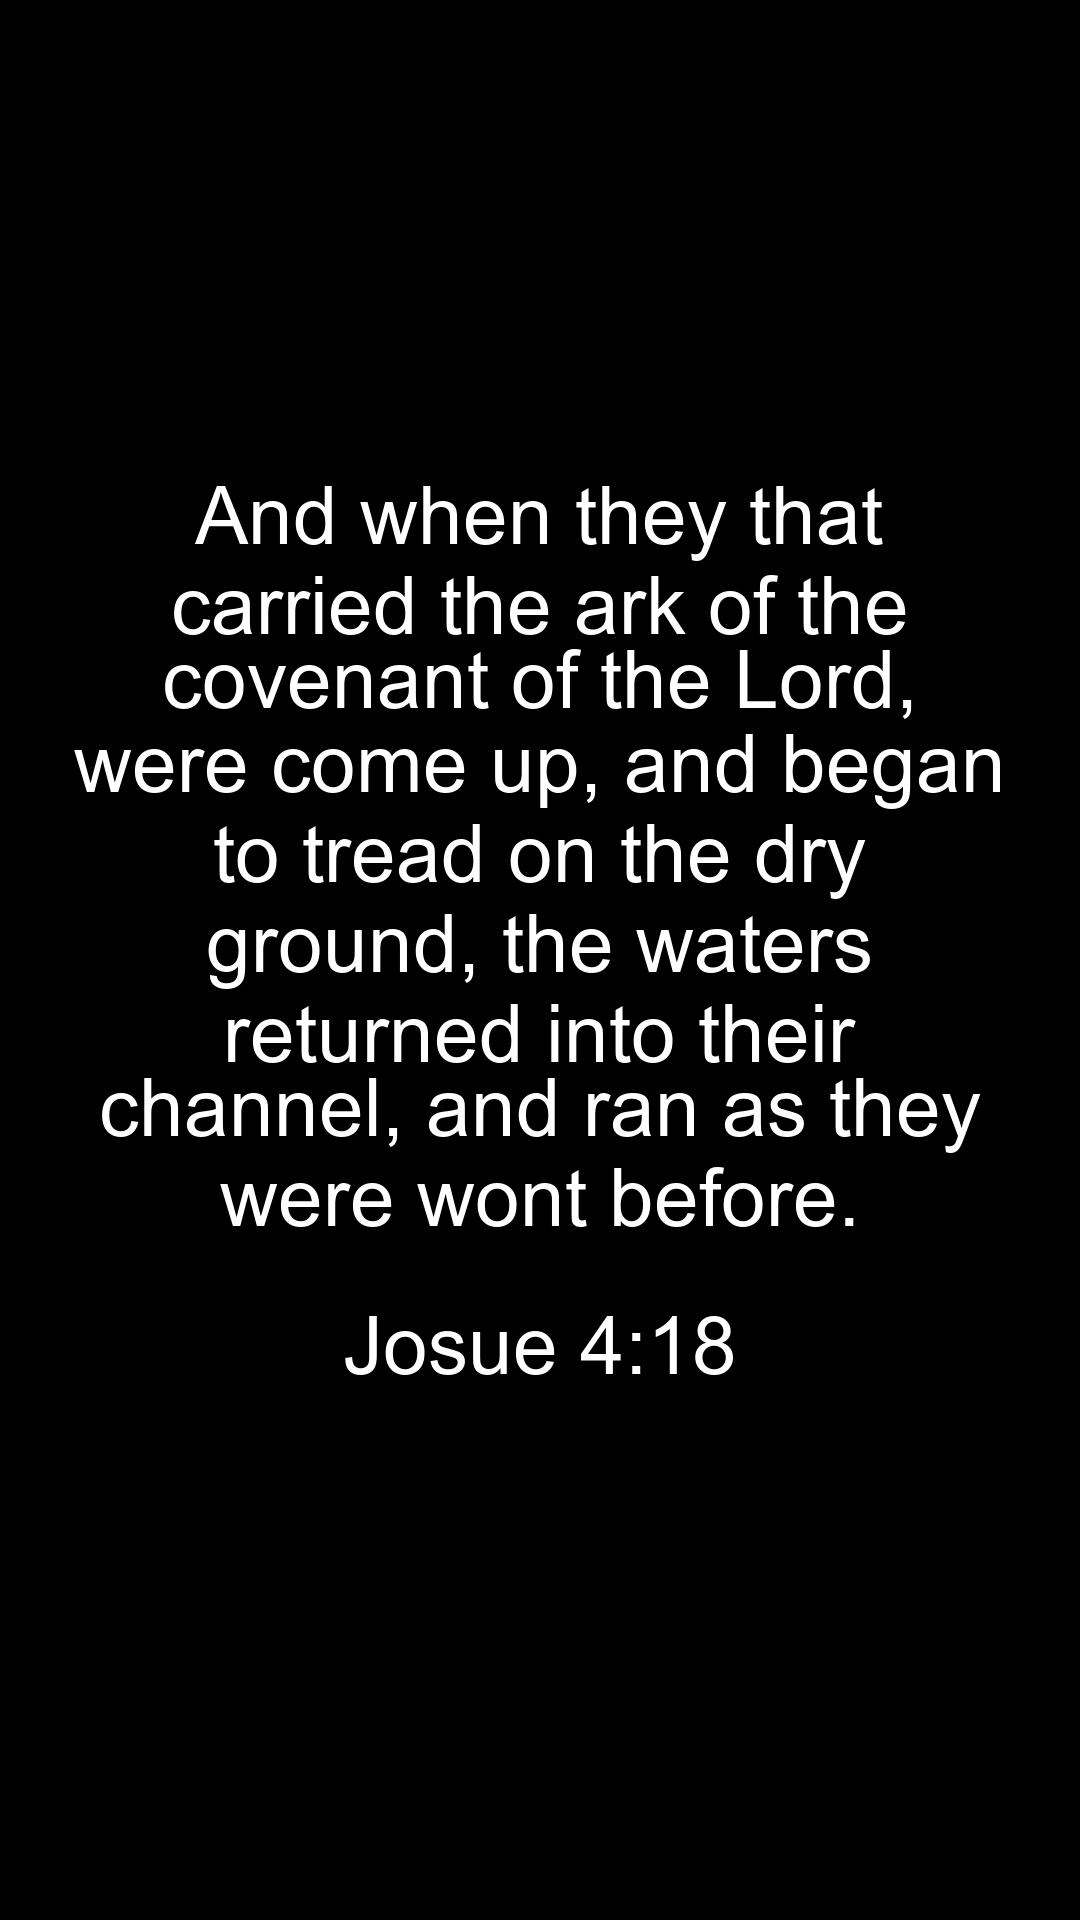 And when they that
carried the ark of the
covenant of the Lord,
were come up, and began
to tread on the dry
ground, the waters
returned into their
channel, and ran as they
were wont before.
Josue 4:18